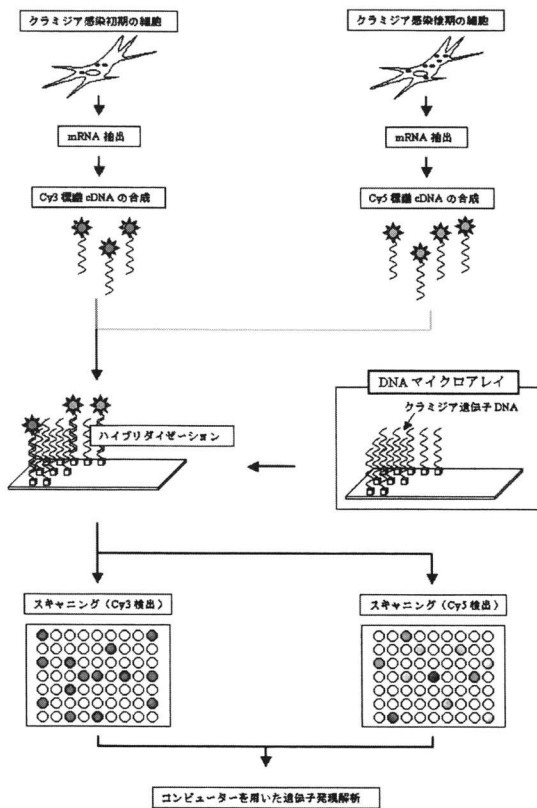 クラミジア感染初期の細胞
クラミジア感染後期の細胞
mRNA 抽出
mRNA 抽出
Cy3 標識 cDNA の合成
Cy5 標識 cDNA の合成
DNA マイクロアレイ
クラミジア遺伝子 DNA
ハイブリダイゼーション
スキャニング（Cy3 検出）
スキャニング（Cy5 検出）
コンピューターを用いた遺伝子発現解析